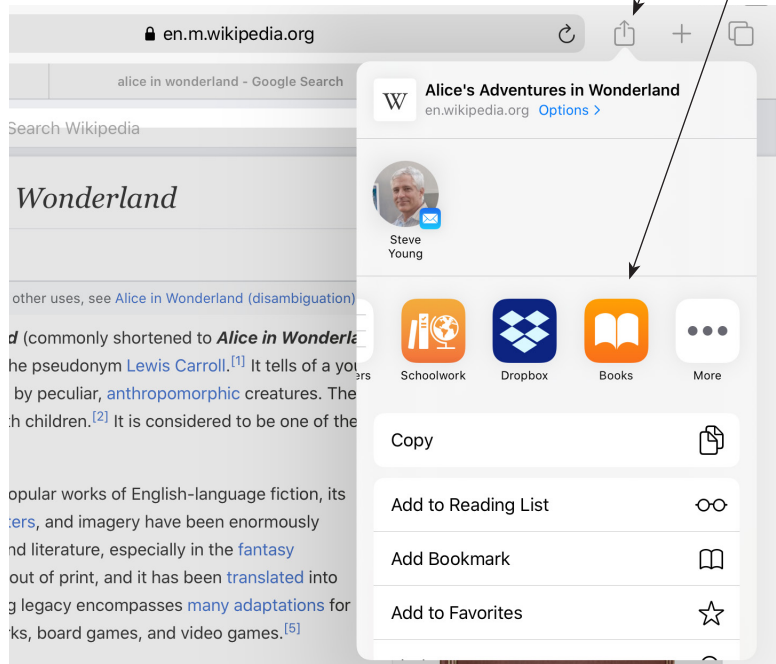 en.m.wikipedia.org
alice in wonderland - Google Search
Search Wikipedia
Wonderland
other uses, see Alice in Wonderland (disambiguation)
d (commonly shortened to Alice in Wonderla
he pseudonym Lewis Carroll.[1] It tells of a you
by peculiar, anthropomorphic creatures. The
th children.[2] It is considered to be one of the
opular works of English-language fiction, its
ters, and imagery have been enormously
nd literature, especially in the fantasy
out of print, and it has been translated into
g legacy encompasses many adaptations for
rks, board games, and video games.[5]
W
Alice's Adventures in Wonderland
en.wikipedia.org Options >
Steve
Young
ers
Schoolwork
Dropbox
Books
More
Copy
Add to Reading List
Add Bookmark
Add to Favorites